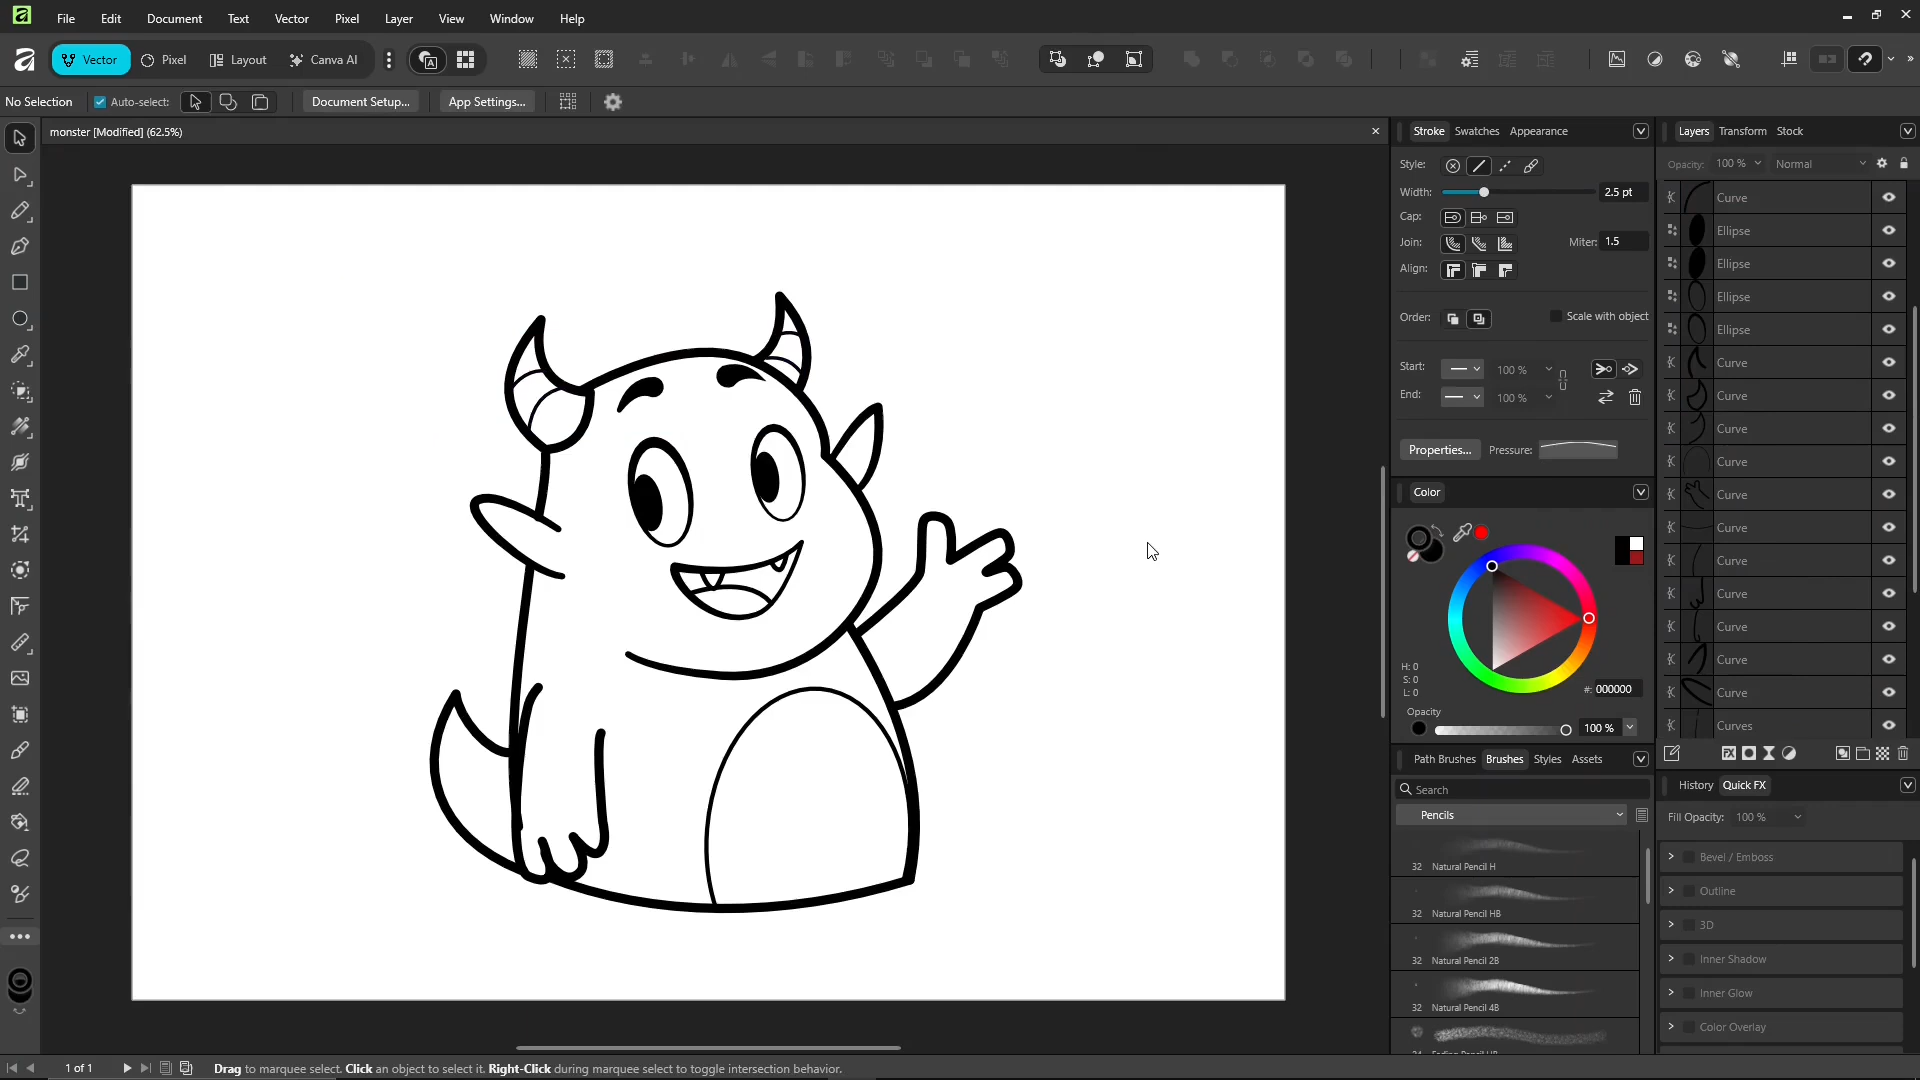 File Edit Document Text Vector Pixel Layer View Window Help
Vector Pixel Layout Canva AI
No Selection Auto-select: Document Setup... App Settings...
monster [Modified] (62.5%)
Stroke Swatches Appearance
Style:
Width: 2.5 pt
Cap:
Join: Miter: 1.5
Align:
Order: Scale with object
Start: 100 %
End: 100 %
Properties... Pressure:
Color
H: 0
S: 0
L: 0
#: 000000
Opacity
100 %
Path Brushes Brushes Styles Assets
Search
Pencils
32 Natural Pencil H
32 Natural Pencil HB
32 Natural Pencil 2B
32 Natural Pencil 4B
Layers Transform Stock
Opacity: 100 % Normal
Curve
Ellipse
Ellipse
Ellipse
Ellipse
Curve
Curve
Curve
Curve
Curve
Curve
Curve
Curve
Curve
Curve
Curve
Curves
History Quick FX
Fill Opacity: 100 %
Bevel / Emboss
Outline
3D
Inner Shadow
Inner Glow
Color Overlay
1 of 1 Drag to marquee select. Click an object to select it. Right-Click during marquee select to toggle intersection behavior.